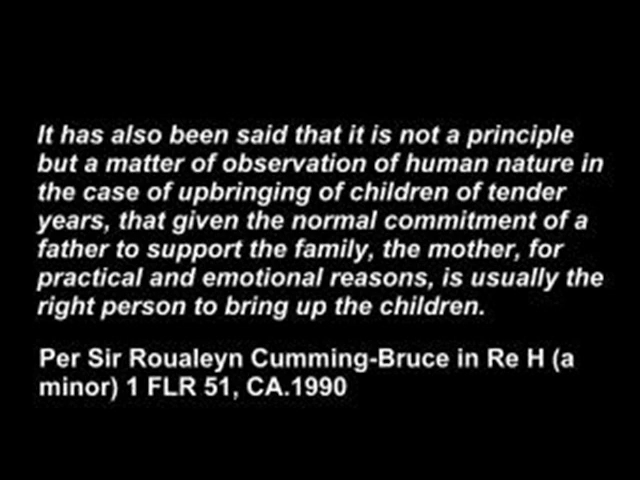 It has also been said that it is not a principle
but a matter of observation of human nature in
the case of upbringing of children of tender
years, that given the normal commitment of a
father to support the family, the mother, for
practical and emotional reasons, is usually the
right person to bring up the children.
Per Sir Roualeyn Cumming-Bruce in Re H (a
minor) 1 FLR 51, CA.1990